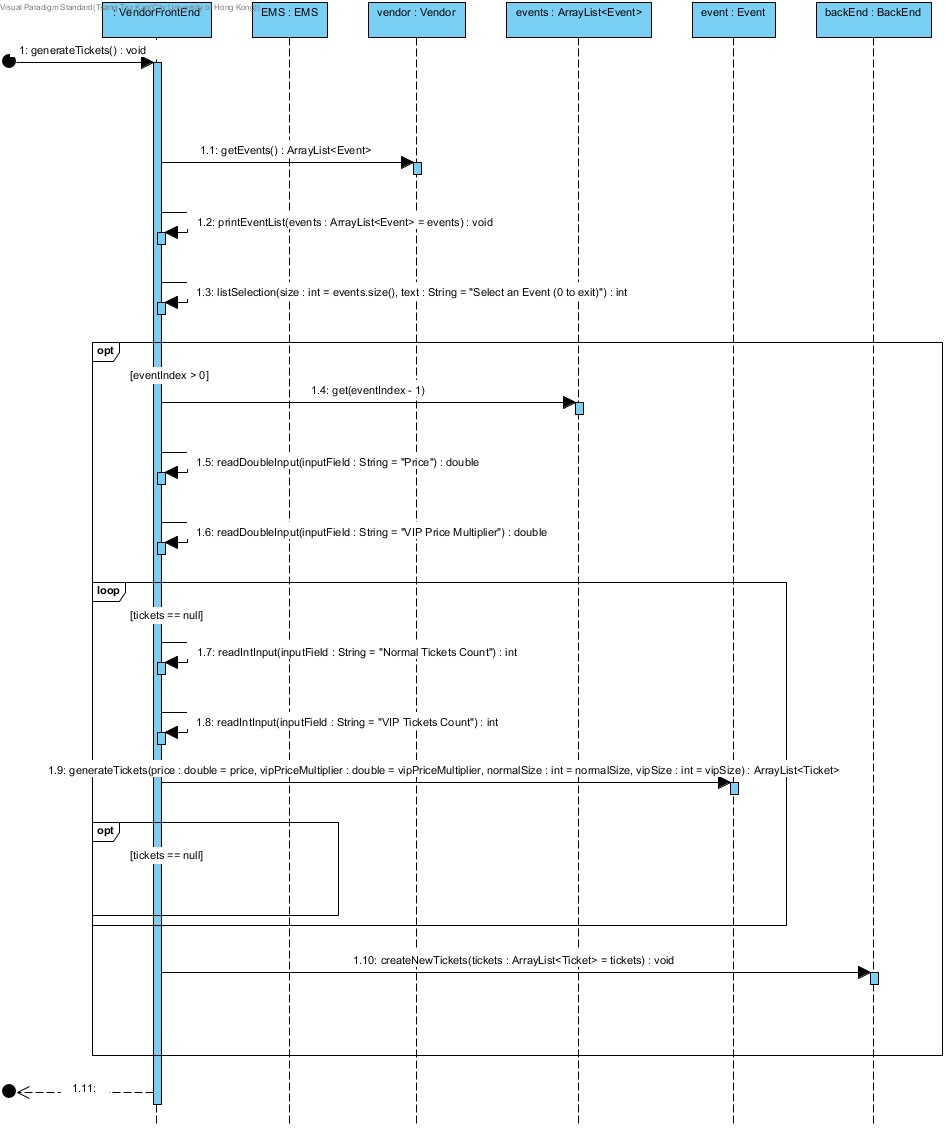 Visual Paradigm Standard(Tsang
University of Hong Kong))
: VendorFrontEnd
EMS : EMS
vendor : Vendor
events : ArrayList<Event>
event : Event
backEnd : BackEnd
1: generateTickets() : void
1.1: getEvents() : ArrayList<Event>
1.2: printEventList(events : ArrayList<Event> = events) : void
1.3: listSelection(size : int = events.size(), text : String = "Select an Event (0 to exit)") : int
opt
[eventIndex > 0]
1.4: get(eventIndex - 1)
1.5: readDoubleInput(inputField : String = "Price") : double
1.6: readDoubleInput(inputField : String = "VIP Price Multiplier") : double
loop
[tickets == null]
1.7: readIntInput(inputField : String = "Normal Tickets Count") : int
1.8: readIntInput(inputField : String = "VIP Tickets Count") : int
1.9: generateTickets(price : double = price, vipPriceMultiplier : double = vipPriceMultiplier, normalSize : int = normalSize, vipSize : int = vipSize) : ArrayList<Ticket>
opt
[tickets == null]
1.10: createNewTickets(tickets : ArrayList<Ticket> = tickets) : void
1.11: